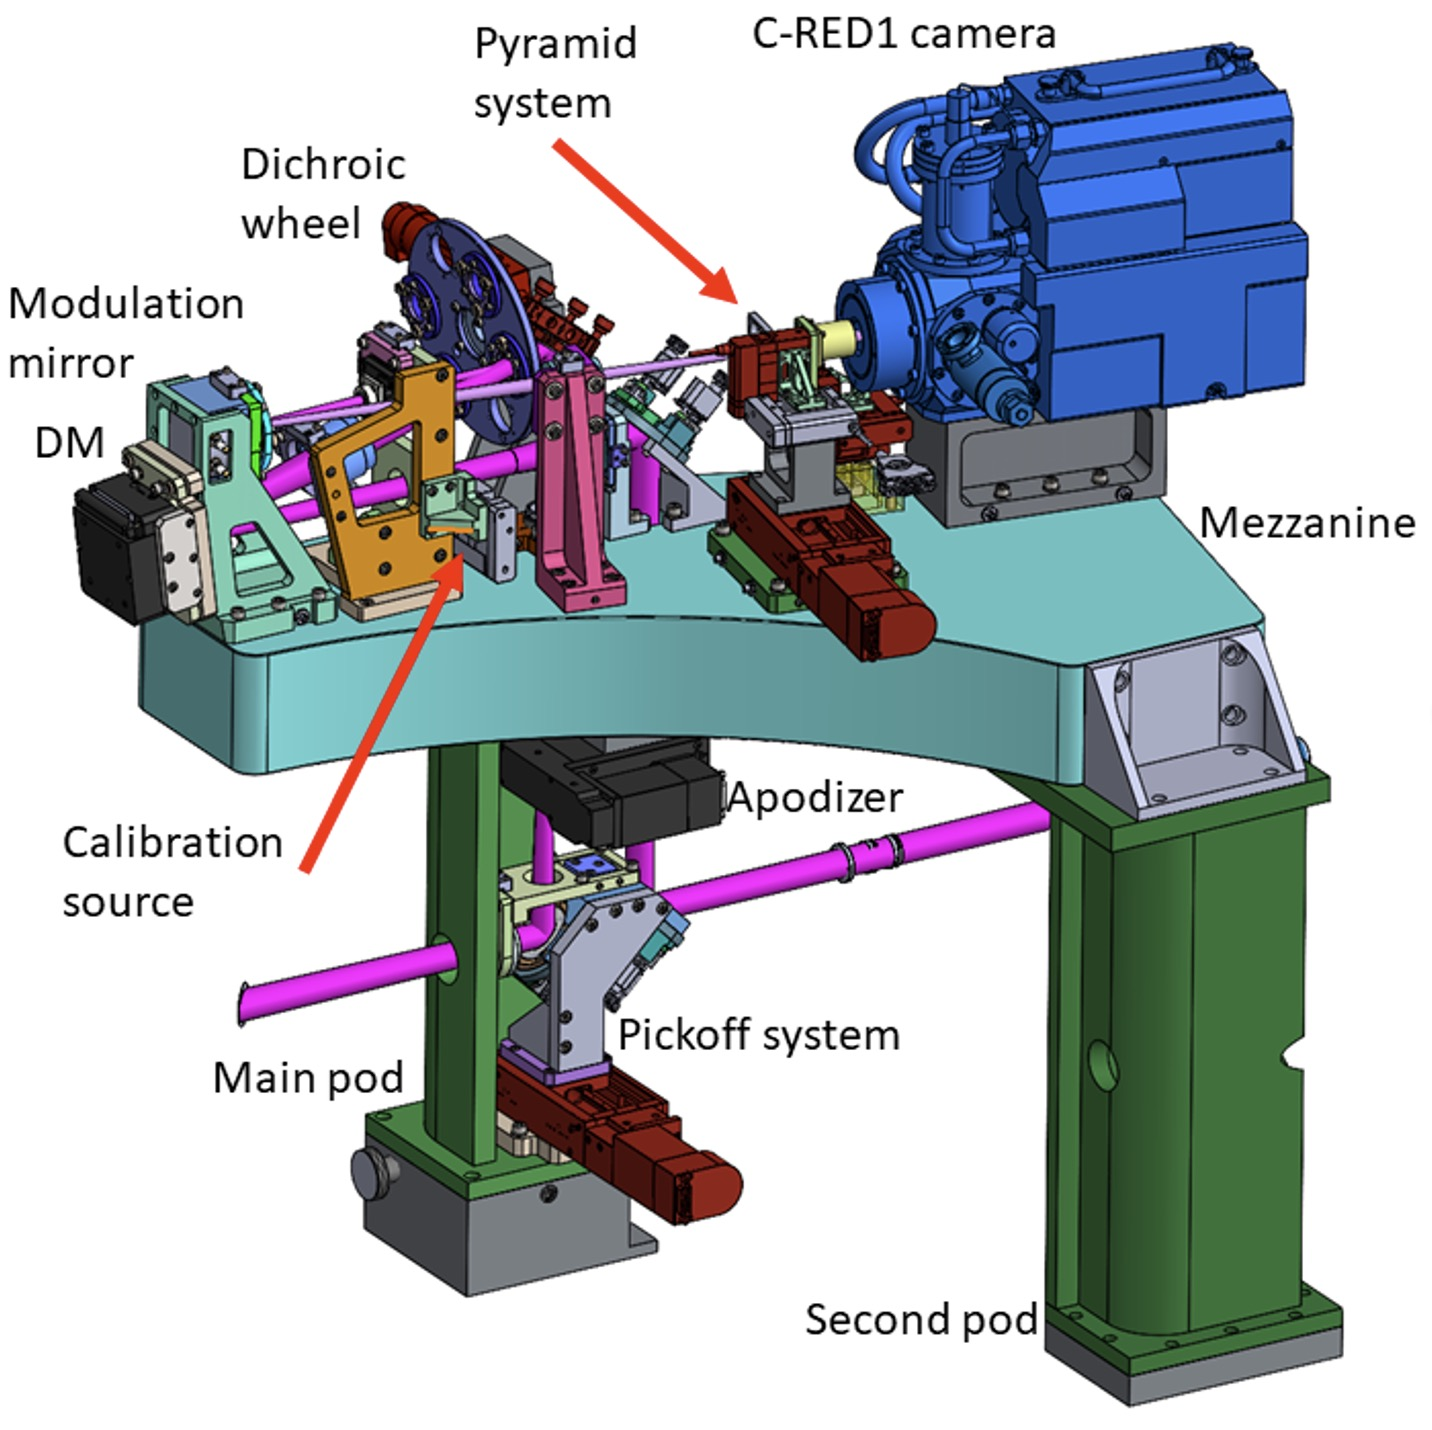 C-RED1 camera
Pyramid
system
Dichroic
wheel
Modulation
mirror
DM
Mezzanine
Apodizer
Calibration
source
Pickoff system
Main pod
Second pod